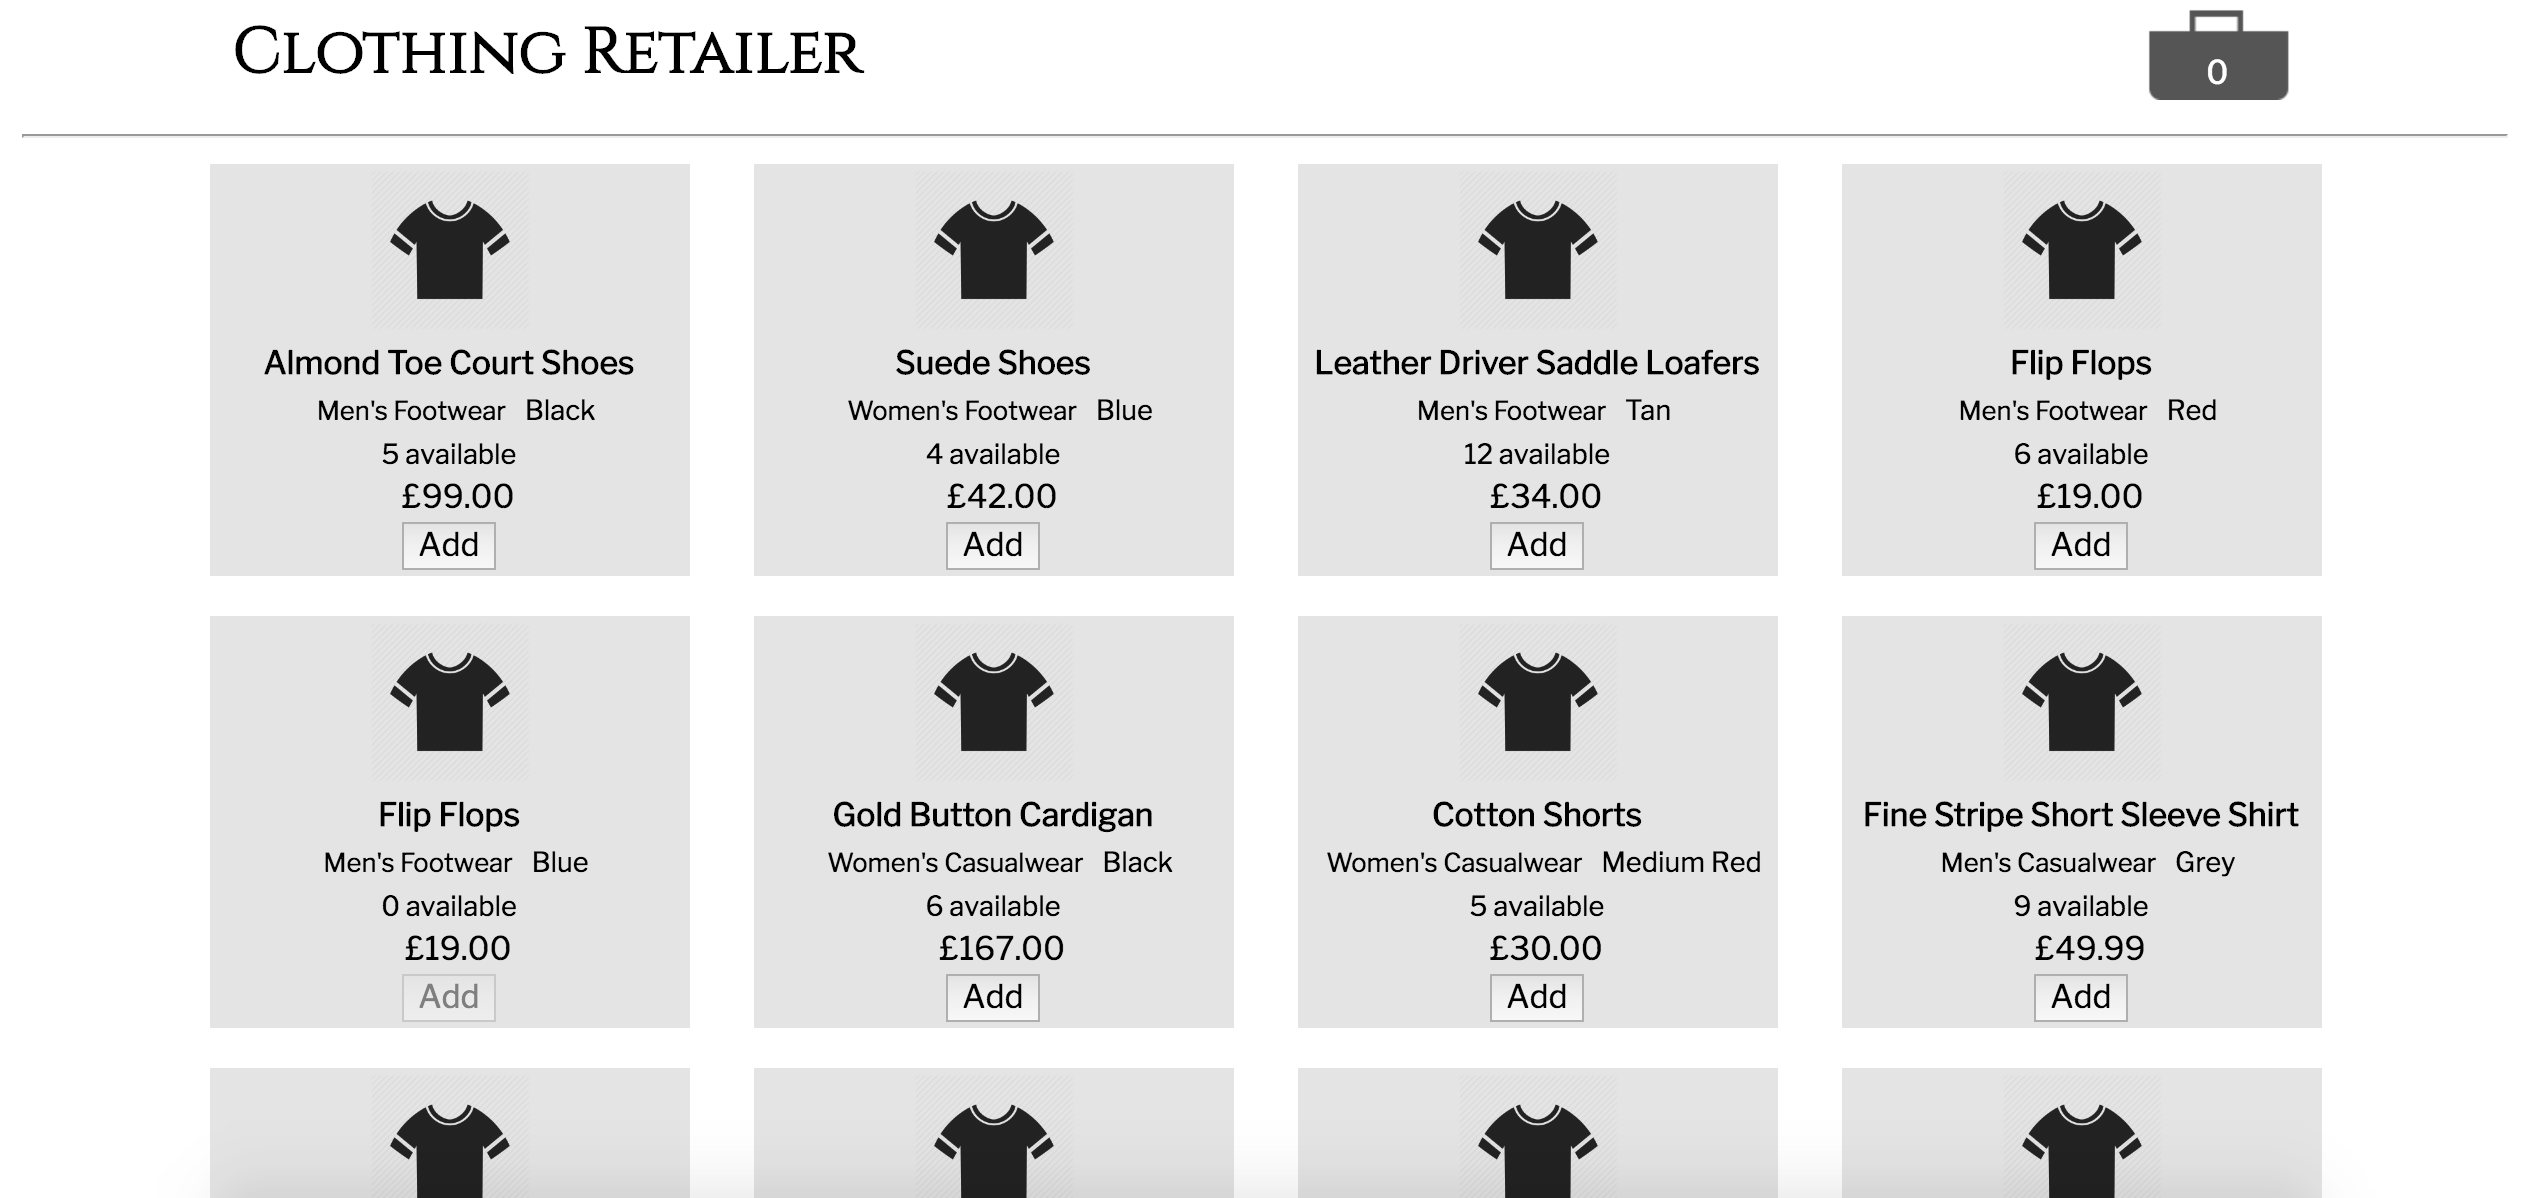 Clothing Retailer
0
Almond Toe Court Shoes
Men's Footwear Black
5 available
£99.00
Add
Suede Shoes
Women's Footwear Blue
4 available
£42.00
Add
Leather Driver Saddle Loafers
Men's Footwear Tan
12 available
£34.00
Add
Flip Flops
Men's Footwear Red
6 available
£19.00
Add
Flip Flops
Men's Footwear Blue
0 available
£19.00
Add
Gold Button Cardigan
Women's Casualwear Black
6 available
£167.00
Add
Cotton Shorts
Women's Casualwear Medium Red
5 available
£30.00
Add
Fine Stripe Short Sleeve Shirt
Men's Casualwear Grey
9 available
£49.99
Add